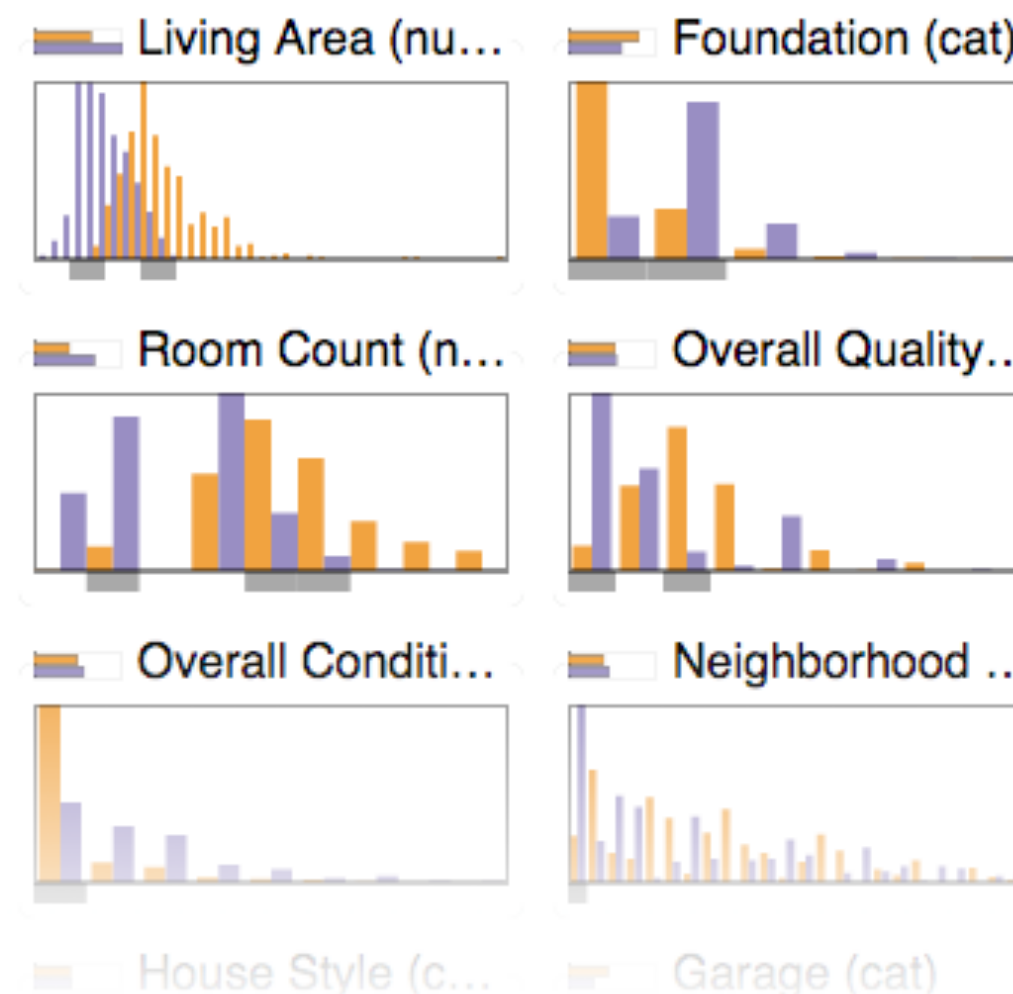 Living Area (nu...
Foundation (cat)
Room Count (n...
Overall Quality...
Overall Conditi...
Neighborhood ...
House Style (c...
Garage (cat)